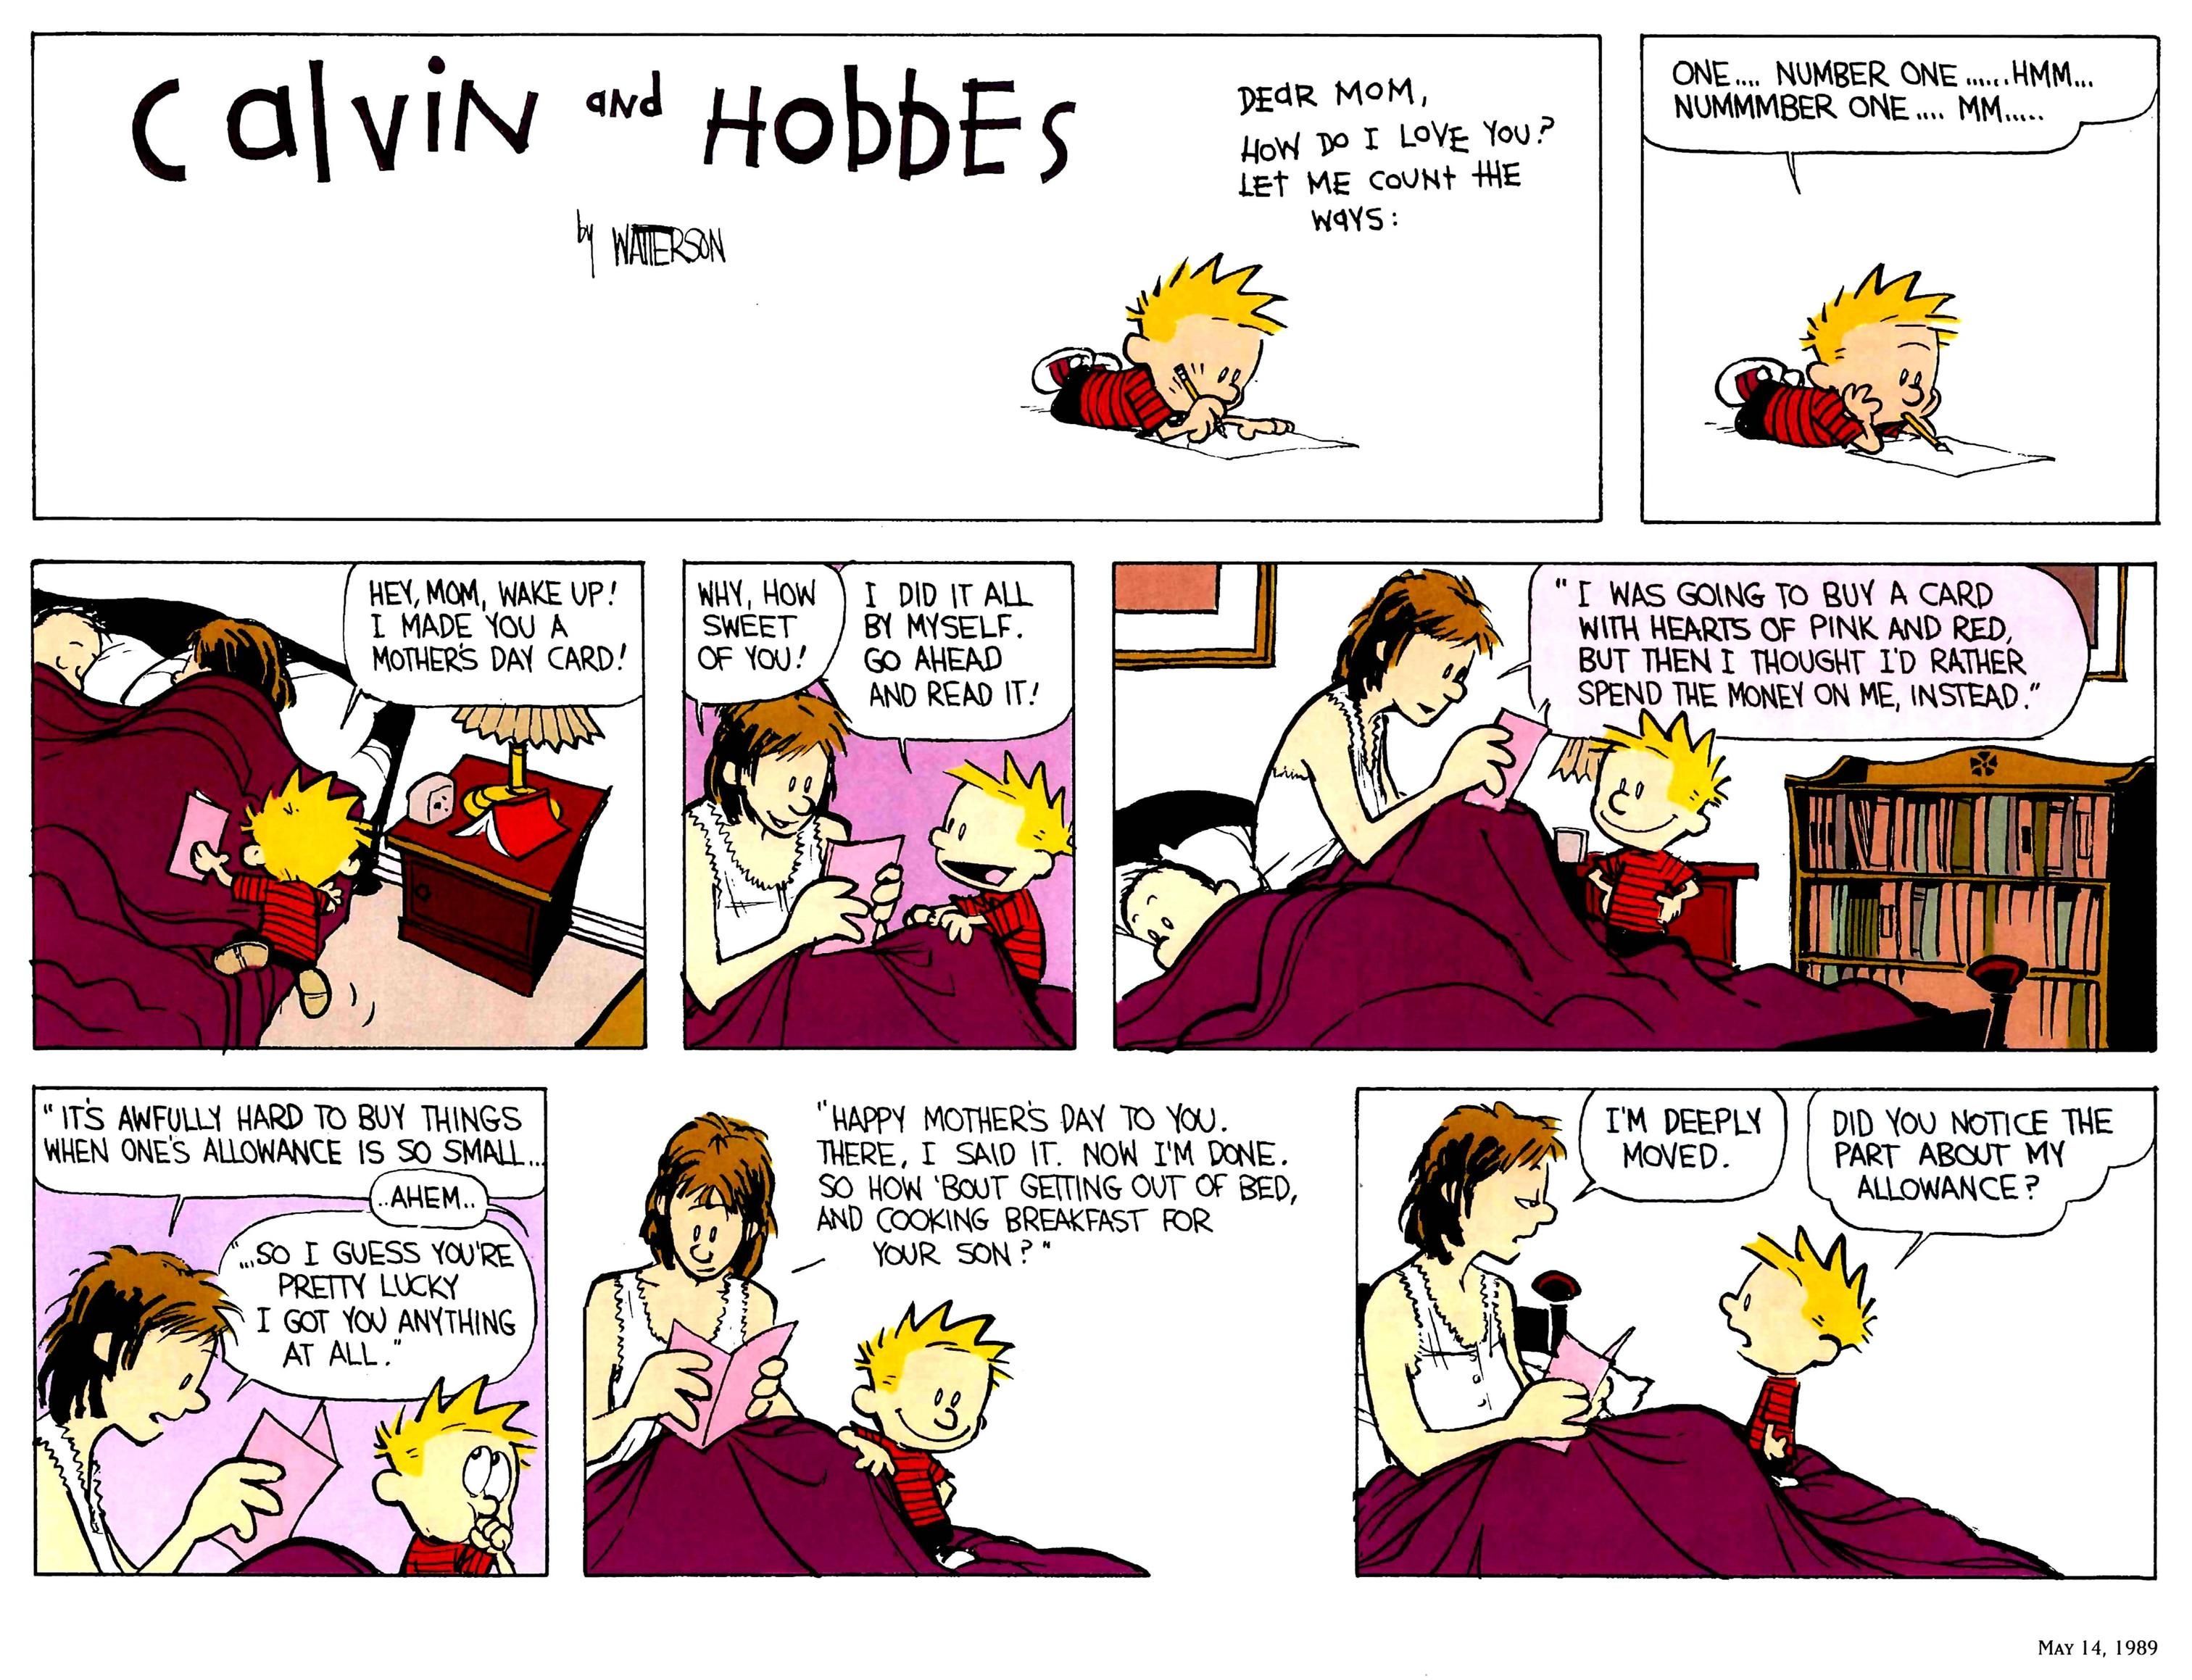 CalviN and HobbEs
by WATTERSON
DEaR MOM,
HOW DO I LOVE YOU?
LET ME COUNT THE
WaYS:
ONE.... NUMBER ONE ......HMM...
NUMMMBER ONE.... MM.....
HEY, MOM, WAKE UP!
I MADE YOU A
MOTHER'S DAY CARD!
WHY, HOW
SWEET
OF YOU!
I DID IT ALL
BY MYSELF.
GO AHEAD
AND READ IT!
"I WAS GOING TO BUY A CARD
WITH HEARTS OF PINK AND RED,
BUT THEN I THOUGHT I'D RATHER
SPEND THE MONEY ON ME, INSTEAD."
"IT'S AWFULLY HARD TO BUY THINGS
WHEN ONE'S ALLOWANCE IS SO SMALL...
..AHEM..
"...SO I GUESS YOU'RE
PRETTY LUCKY
I GOT YOU ANYTHING
AT ALL."
"HAPPY MOTHER'S DAY TO YOU.
THERE, I SAID IT. NOW I'M DONE.
SO HOW 'BOUT GETTING OUT OF BED,
AND COOKING BREAKFAST FOR
YOUR SON?"
I'M DEEPLY
MOVED.
DID YOU NOTICE THE
PART ABOUT MY
ALLOWANCE?
MAY 14, 1989